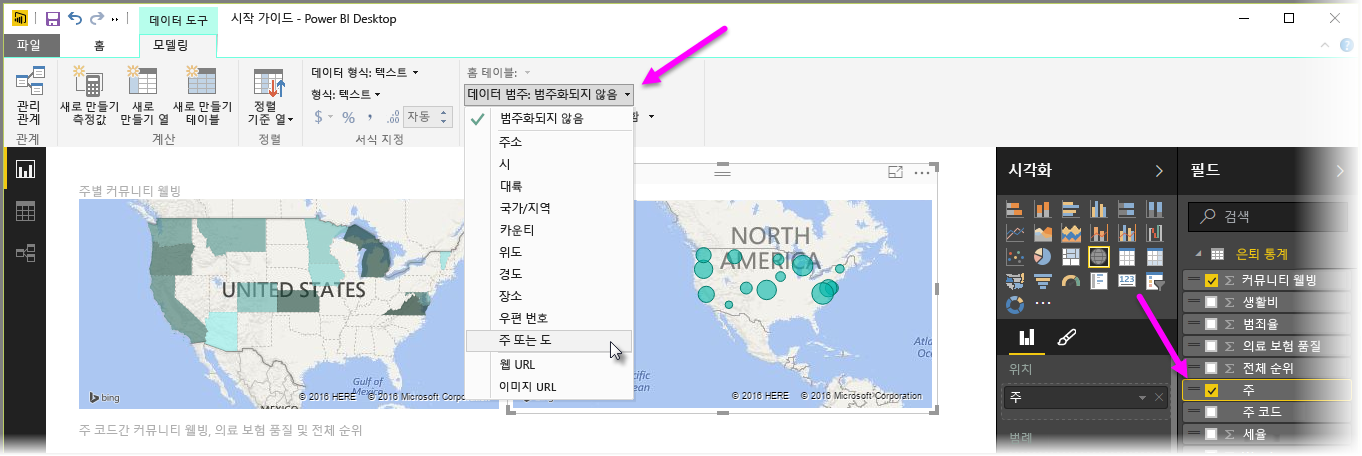 데이터 도구
시작 가이드 - Power BI Desktop
파일
홈
모델링
관리
관계
관계
새로 만들기
측정값
새로
만들기 열
새로 만들기
테이블
계산
정렬
기준 열
정렬
데이터 형식: 텍스트
형식: 텍스트
$ % , .00 자동
서식 지정
홈 테이블:
데이터 범주: 범주화되지 않음
범주화되지 않음
주소
시
대륙
국가/지역
카운티
위도
경도
장소
우편 번호
주 또는 도
웹 URL
이미지 URL
주별 커뮤니티 웰빙
UNITED STATES
Gulf of
MEXICO
bing
© 2016 HERE © 2016 Microsoft Corporation
NORTH
AMERICA
© 2016 HERE © 2016 Microsoft Corporation
주 코드간 커뮤니티 웰빙, 의료 보험 품질 및 전체 순위
시각화
123
위치
주
범례
필드
검색
은퇴 통계
커뮤니티 웰빙
생활비
범죄율
의료 보험 품질
전체 순위
주
주 코드
세율